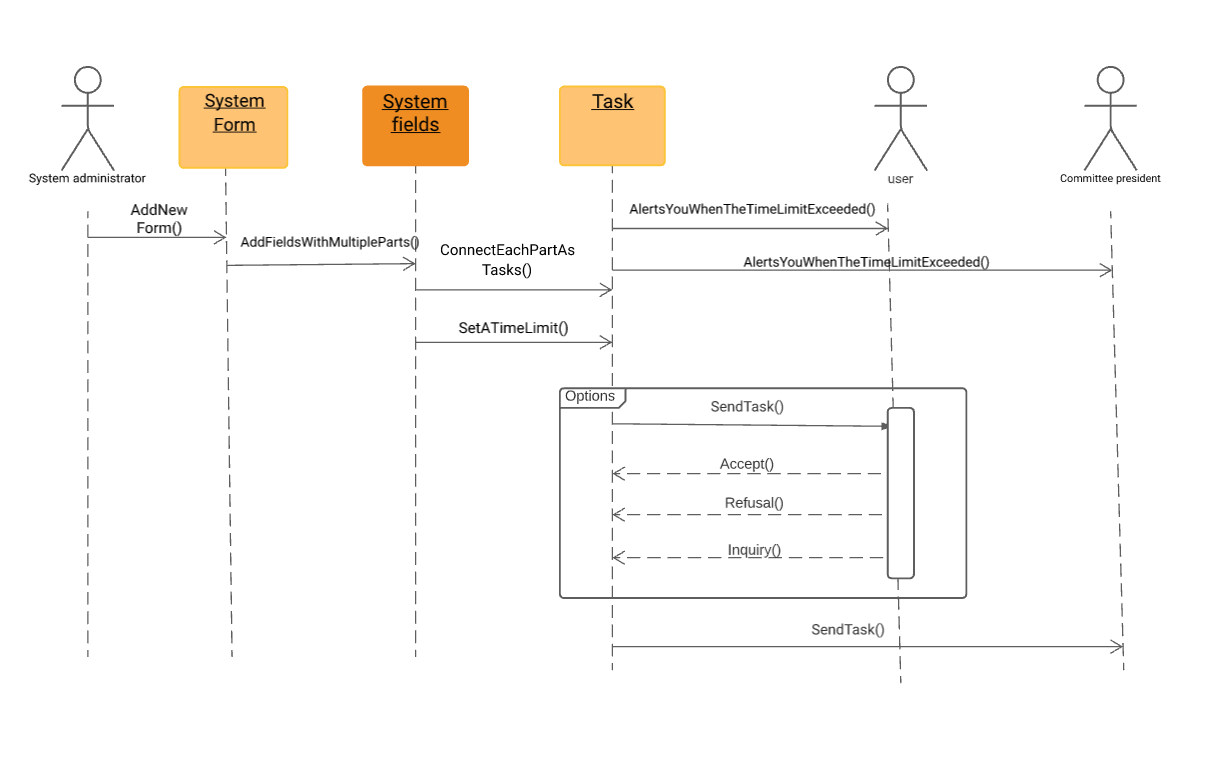 System
Form
System
fields
Task
System administrator
user
Committee president
AddNew
Form()
AlertsYouWhenTheTimeLimitExceeded()
AddFieldsWithMultipleParts()
ConnectEachPartAs
Tasks()
AlertsYouWhenTheTimeLimitExceeded()
SetATimeLimit()
Options
SendTask()
Accept()
Refusal()
Inquiry()
SendTask()